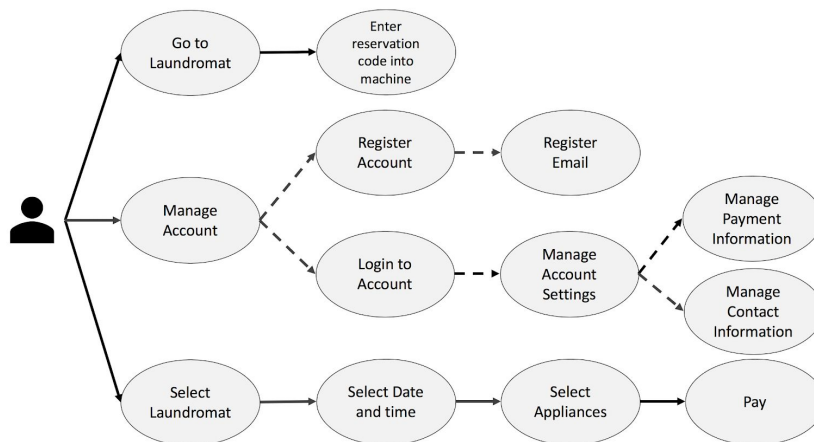 Go to
Laundromat
Enter
reservation
code into
machine
Register
Account
Register
Email
Manage
Account
Login to
Account
Manage
Account
Settings
Manage
Payment
Information
Manage
Contact
Information
Select
Laundromat
Select Date
and time
Select
Appliances
Pay